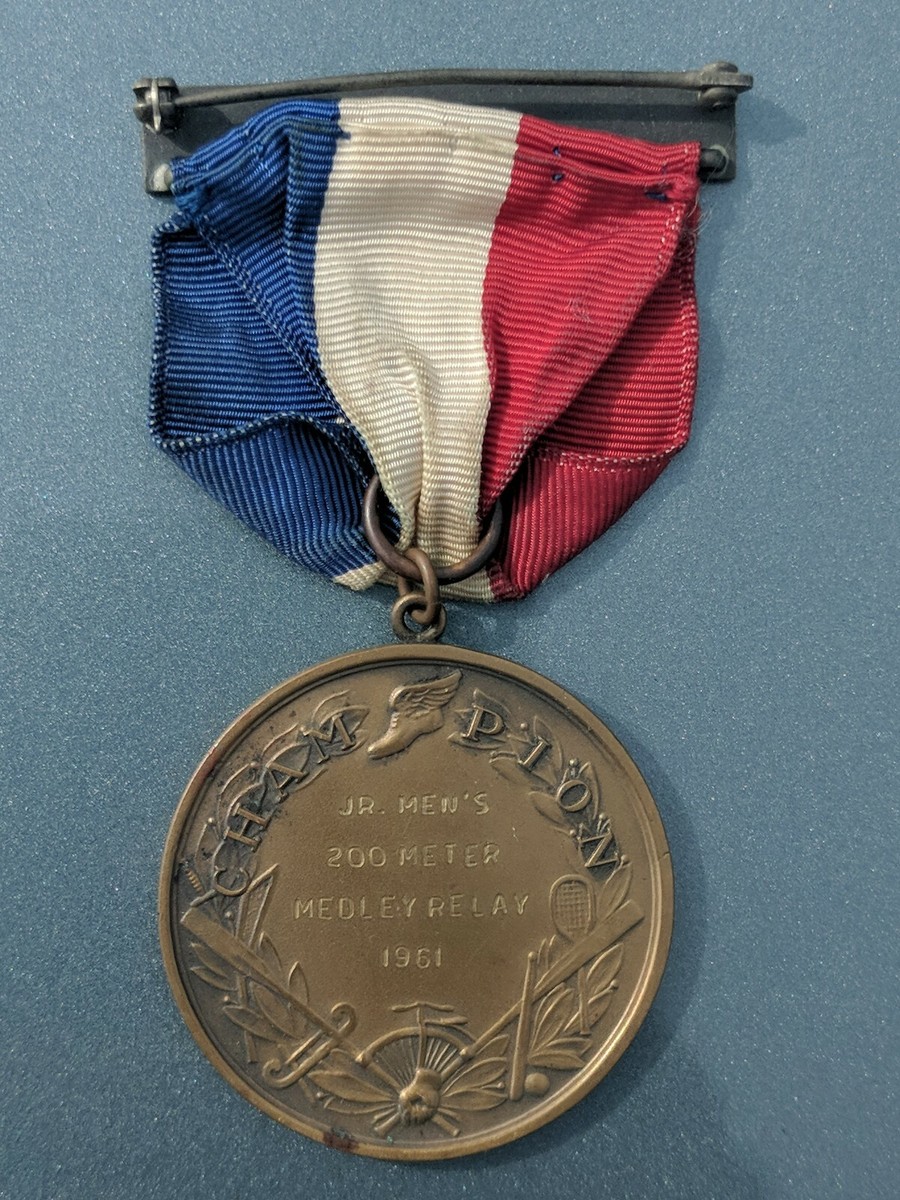 CHAMPION
JR. MEN'S
200 METER
MEDLEY RELAY
1961